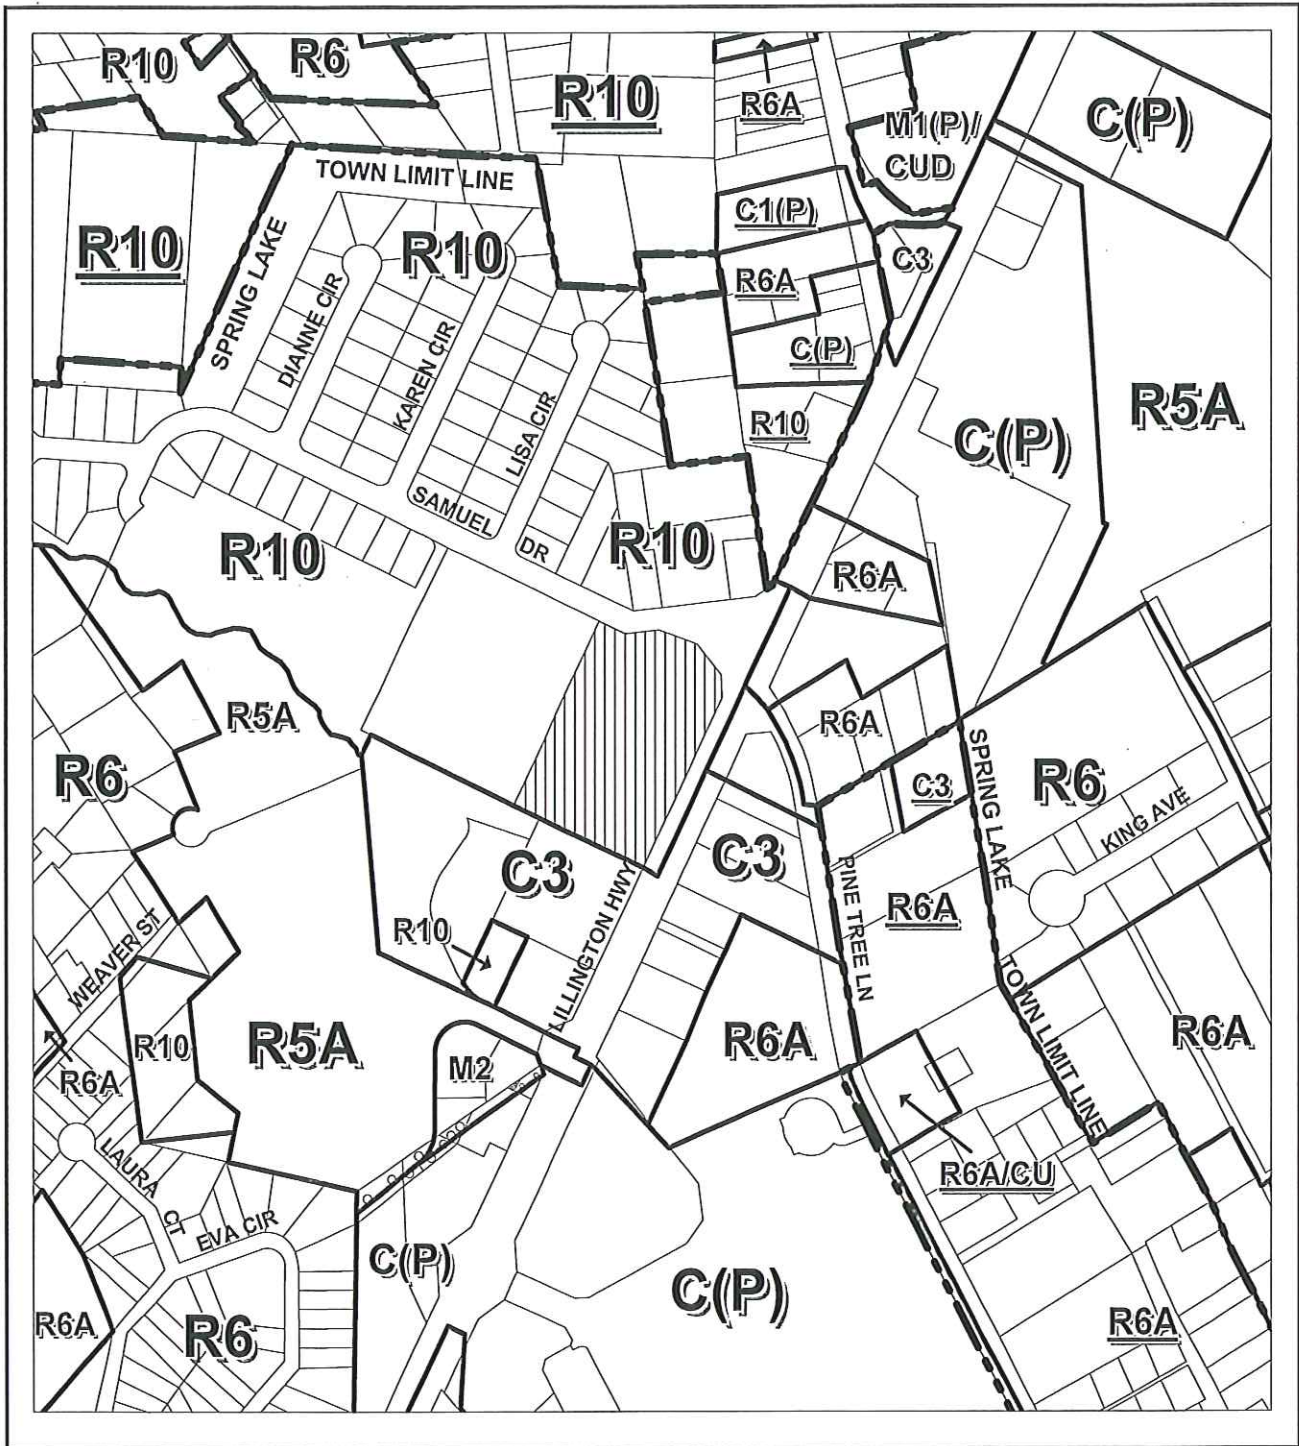 R10
R6
R10
R6A
M1(P)/
CUD
C(P)
TOWN LIMIT LINE
R10
SPRING LAKE
R10
C1(P)
R6A
C3
C(P)
DIANNE CIR
KAREN CIR
LISA CIR
R10
C(P)
R5A
SAMUEL DR
R10
R10
R6A
R5A
R6
R6A
C3
SPRING LAKE
R6
KING AVE
C3
C3
LILLINGTON HWY
PINE TREE LN
R6A
R10
WEAVER ST
R10
R6A
R5A
M2
R6A
TOWN LIMIT LINE
R6A
R6A/CU
LAURA CT
EVA CIR
C(P)
C(P)
R6A
R6
R6A